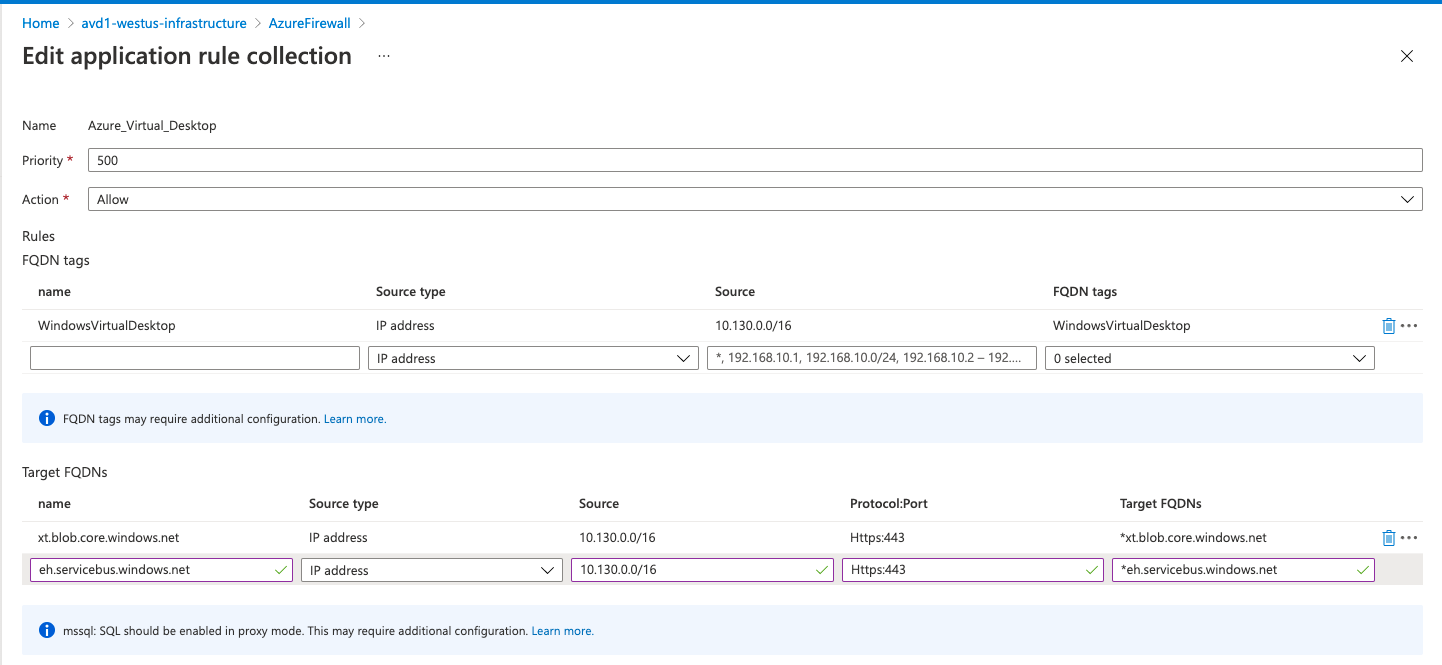 Home > avd1-westus-infrastructure > AzureFirewall >
Edit application rule collection ...
Name Azure_Virtual_Desktop
Priority * 500
Action * Allow
Rules
FQDN tags
name Source type Source FQDN tags
WindowsVirtualDesktop IP address 10.130.0.0/16 WindowsVirtualDesktop
IP address *, 192.168.10.1, 192.168.10.0/24, 192.168.10.2 – 192.... 0 selected
FQDN tags may require additional configuration. Learn more.
Target FQDNs
name Source type Source Protocol:Port Target FQDNs
xt.blob.core.windows.net IP address 10.130.0.0/16 Https:443 *xt.blob.core.windows.net
eh.servicebus.windows.net IP address 10.130.0.0/16 Https:443 *eh.servicebus.windows.net
mssql: SQL should be enabled in proxy mode. This may require additional configuration. Learn more.